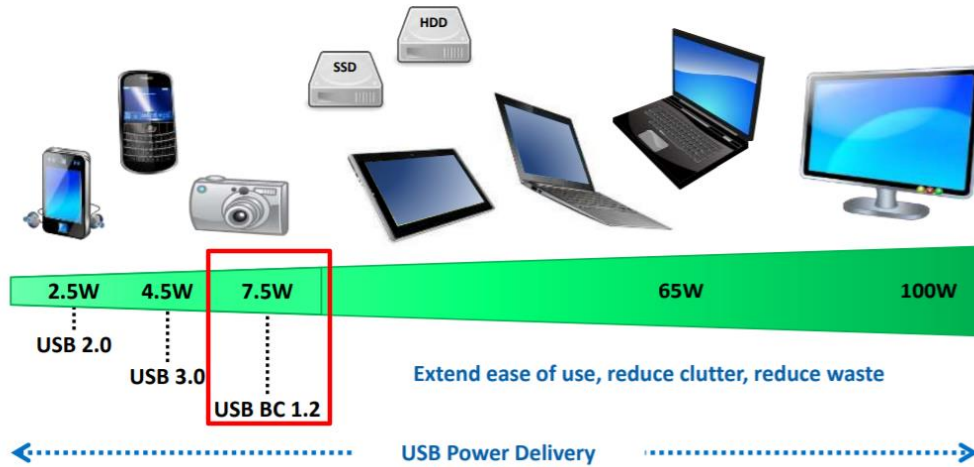 HDD
SSD
2.5W 4.5W 7.5W 65W 100W
USB 2.0
USB 3.0
USB BC 1.2
Extend ease of use, reduce clutter, reduce waste
USB Power Delivery